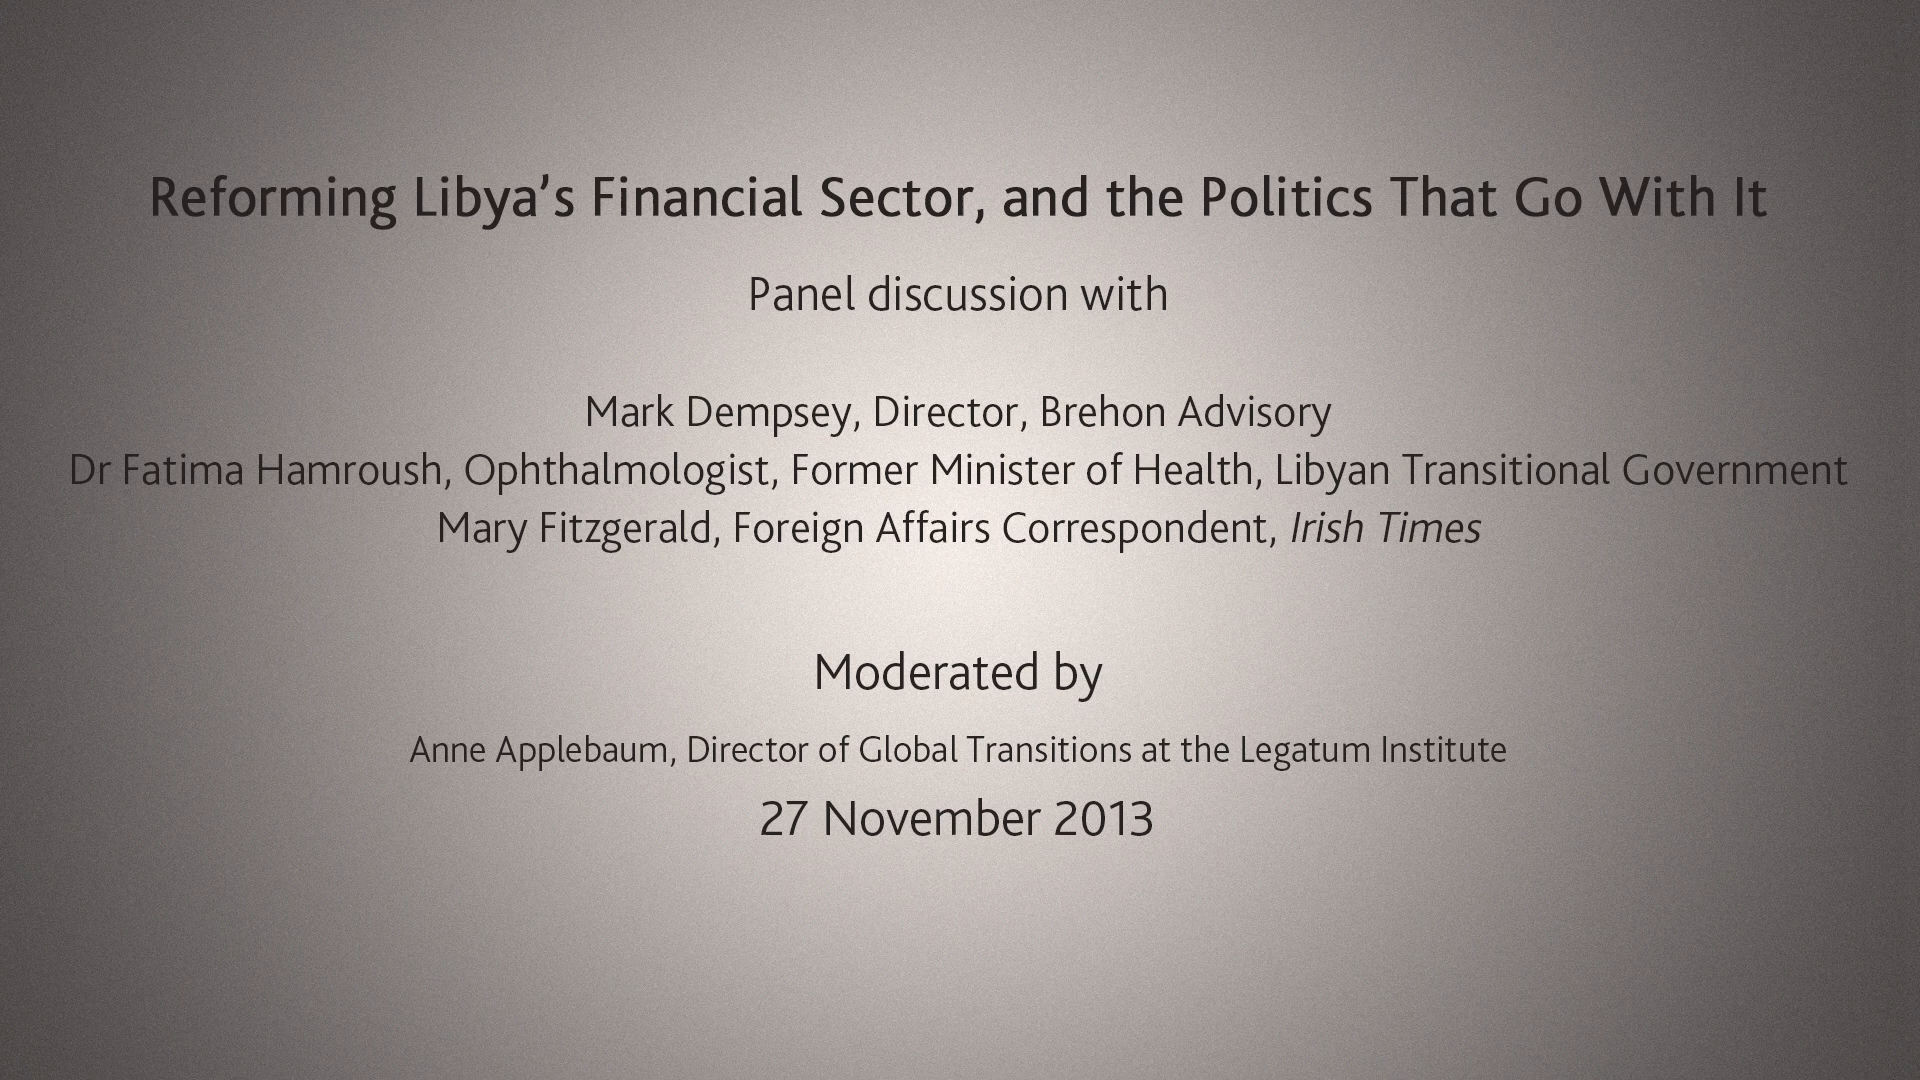 Reforming Libya’s Financial Sector, and the Politics That Go With It
Panel discussion with
Mark Dempsey, Director, Brehon Advisory
Dr Fatima Hamroush, Ophthalmologist, Former Minister of Health, Libyan Transitional Government
Mary Fitzgerald, Foreign Affairs Correspondent, Irish Times
Moderated by
Anne Applebaum, Director of Global Transitions at the Legatum Institute
27 November 2013